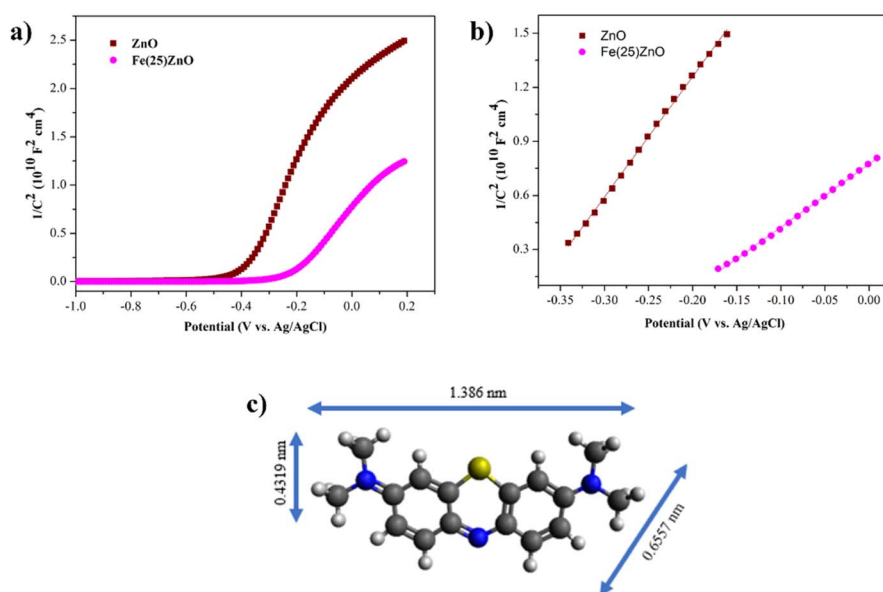 a)
ZnO
Fe(25)ZnO
1/C² (10¹⁰ F² cm⁴)
2.5
2.0
1.5
1.0
0.5
0.0
-1.0 -0.8 -0.6 -0.4 -0.2 0.0 0.2
Potential (V vs. Ag/AgCl)
b)
ZnO
Fe(25)ZnO
1/C² (10¹⁰ F² cm⁴)
1.5
1.2
0.9
0.6
0.3
-0.35 -0.30 -0.25 -0.20 -0.15 -0.10 -0.05 0.00
Potential (V vs. Ag/AgCl)
c)
1.386 nm
0.4319 nm
0.6557 nm